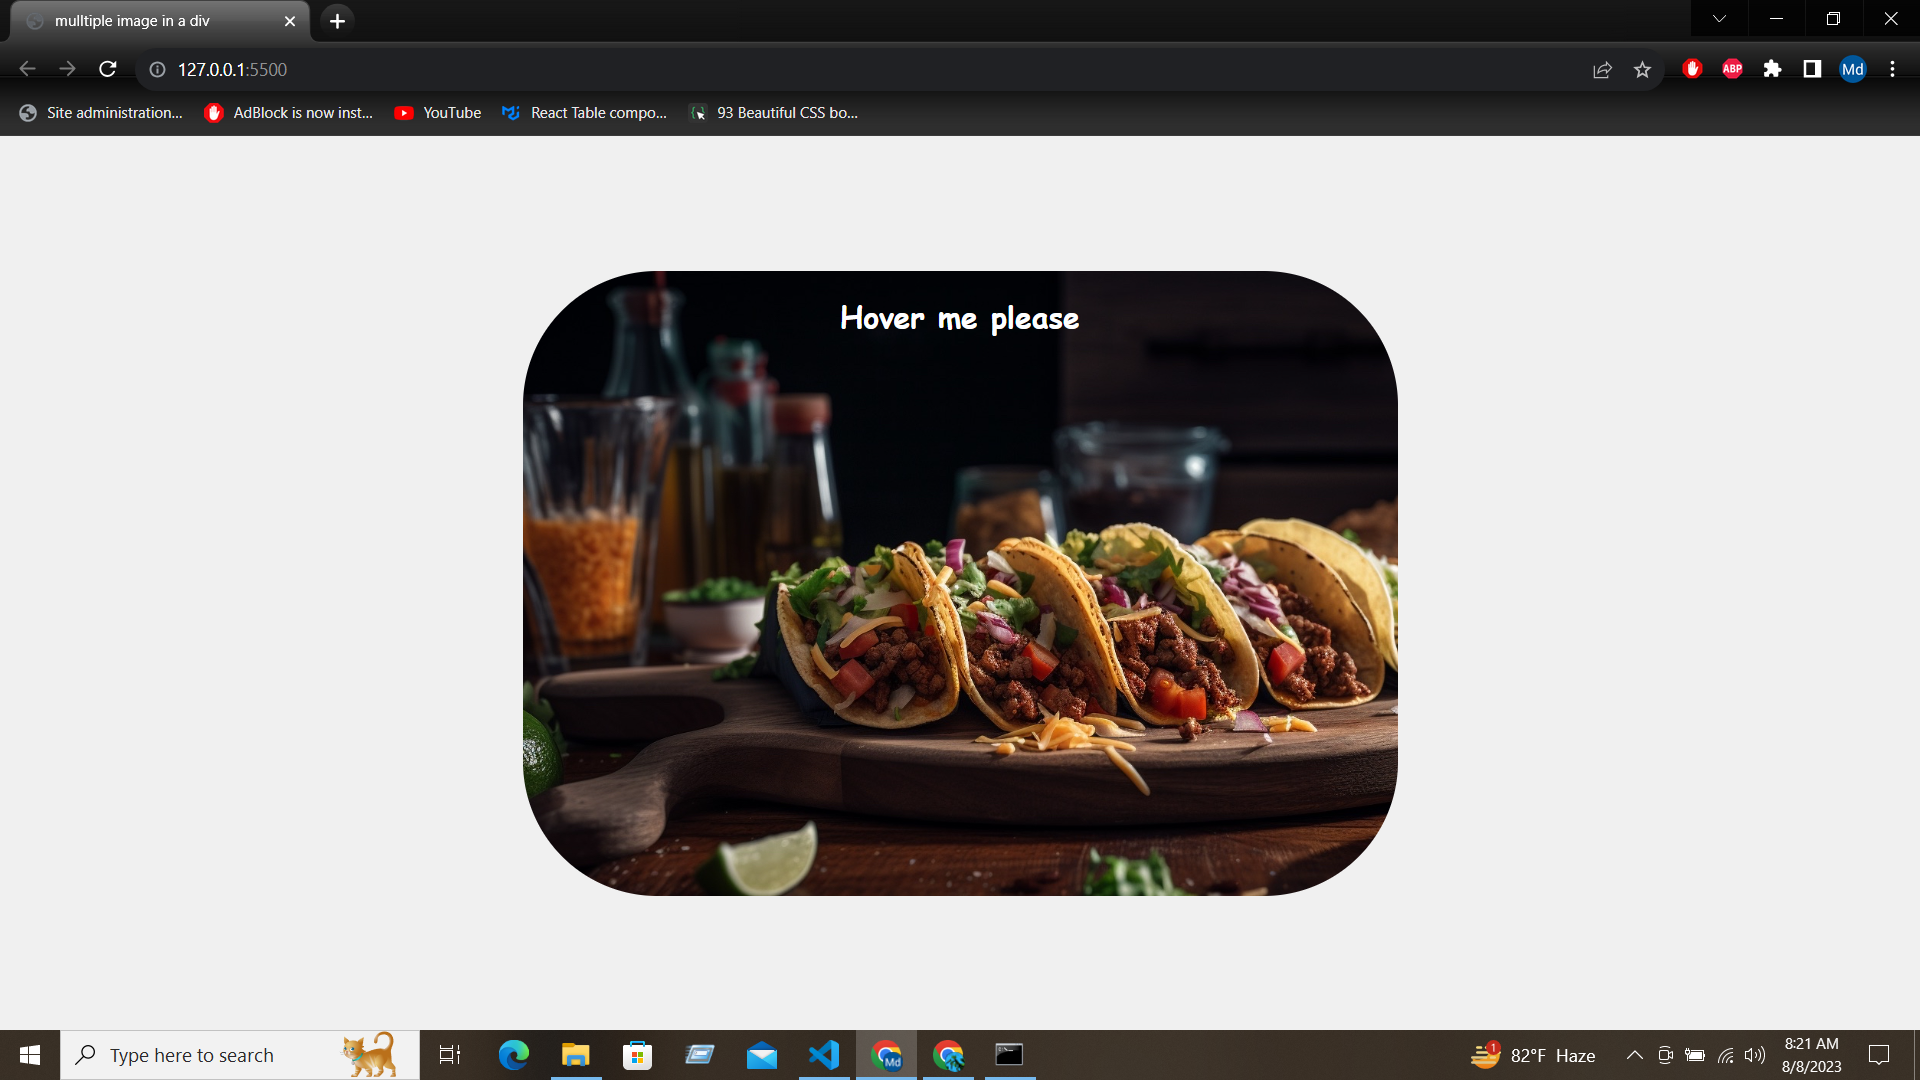 mulltiple image in a div
127.0.0.1:5500
ABP
Md
Site administration...
AdBlock is now inst...
YouTube
React Table compo...
93 Beautiful CSS bo...
Hover me please
Type here to search
Md
1
82°F Haze
8:21 AM
8/8/2023